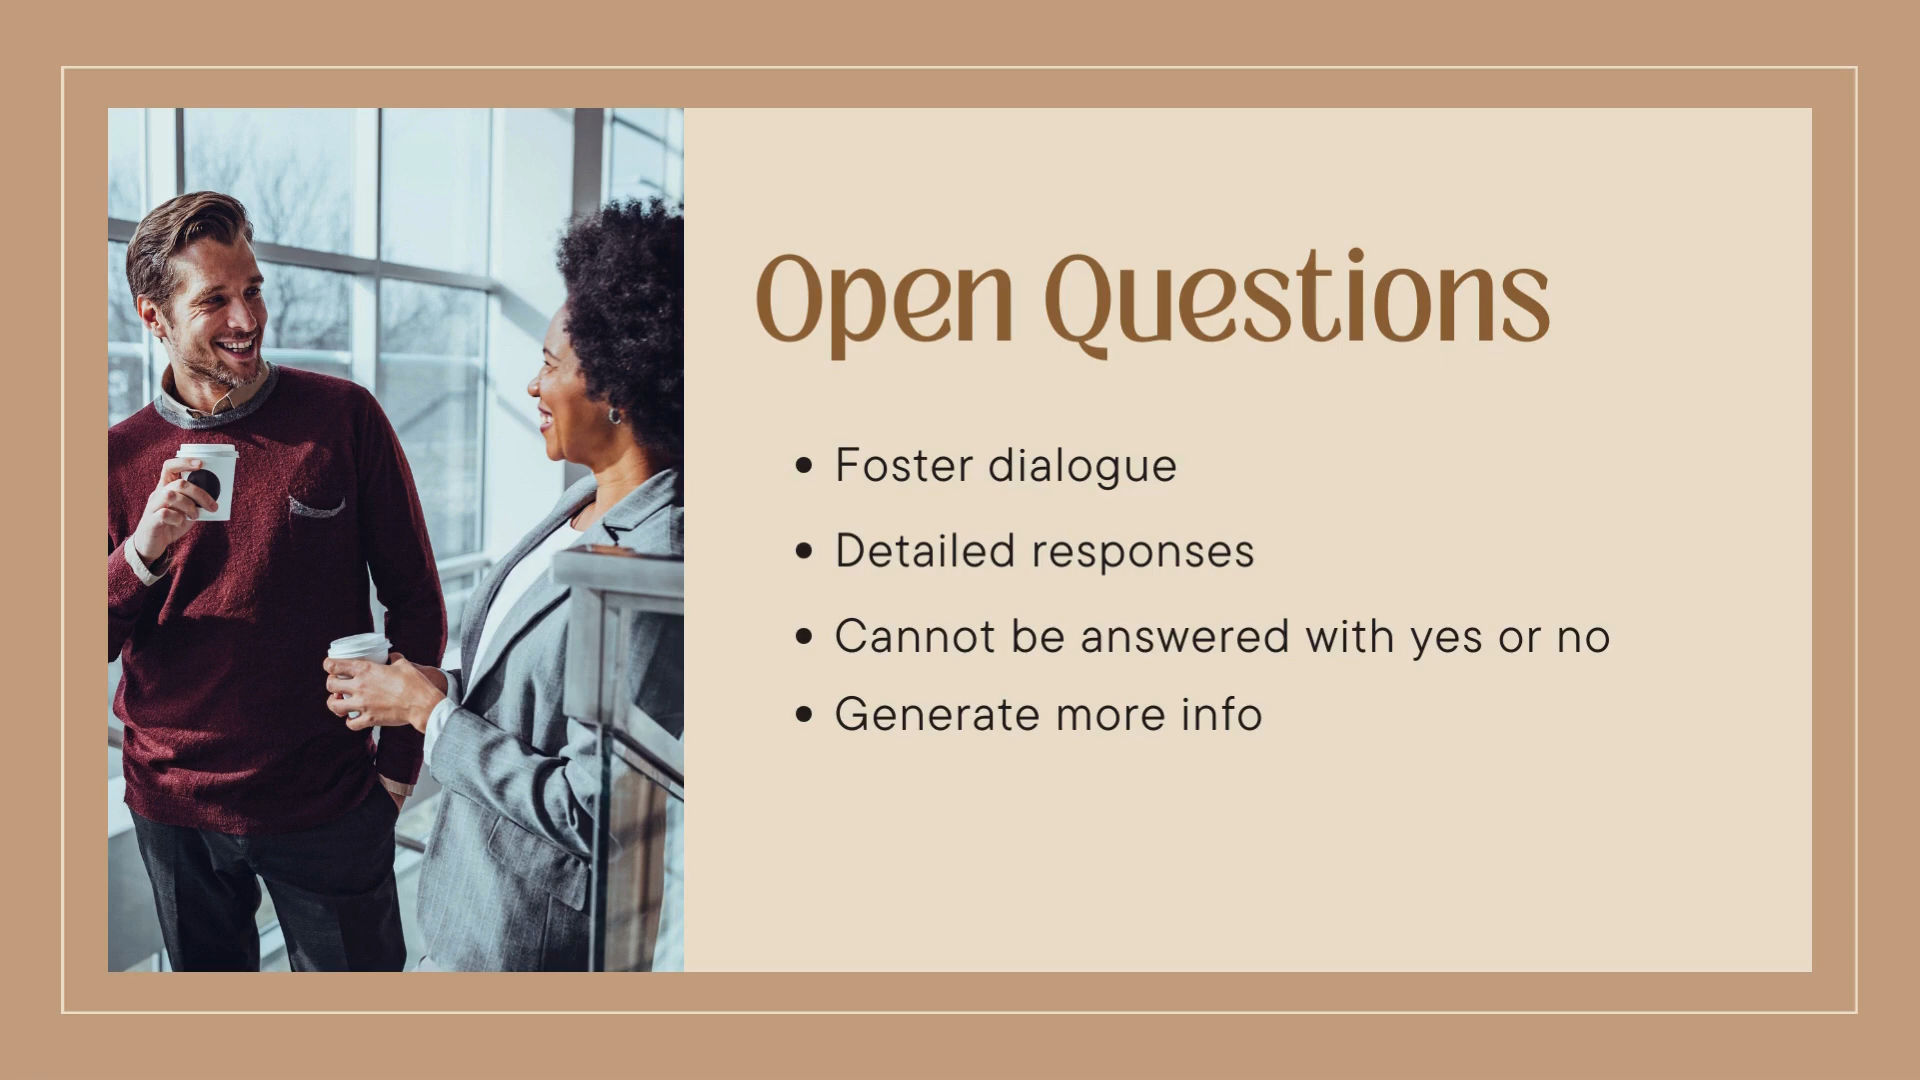 Open Questions
• Foster dialogue
• Detailed responses
• Cannot be answered with yes or no
• Generate more info